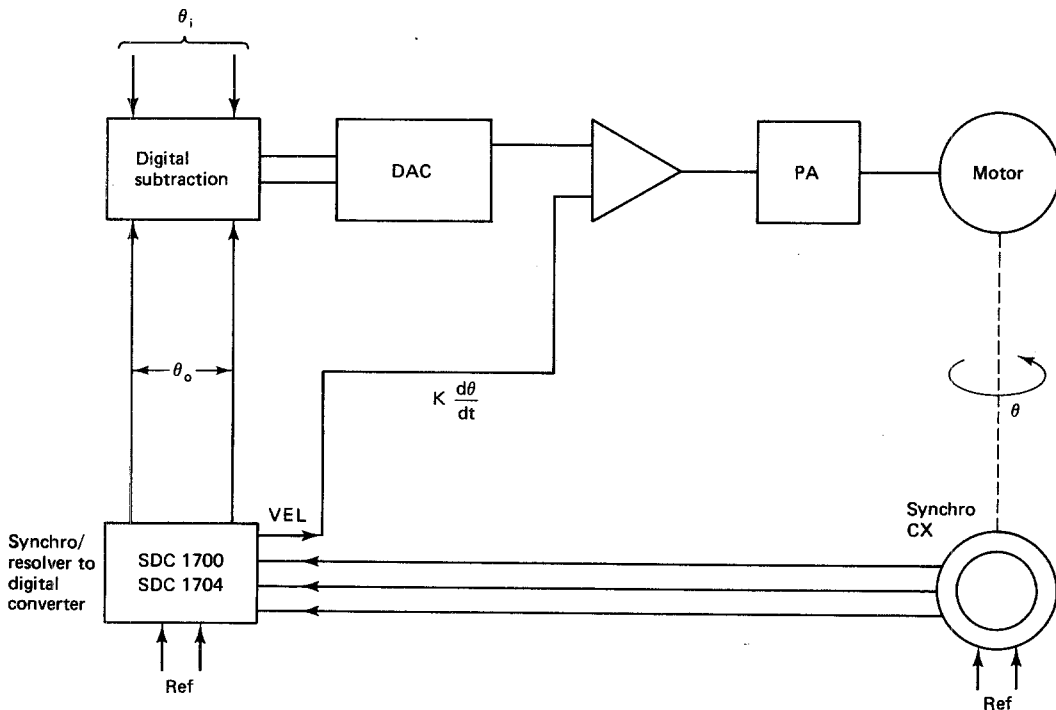 θi
Digital
subtraction
DAC
PA
Motor
θo
K dθ/dt
θ
VEL
Synchro
CX
Synchro/
resolver to
digital
converter
SDC 1700
SDC 1704
Ref
Ref